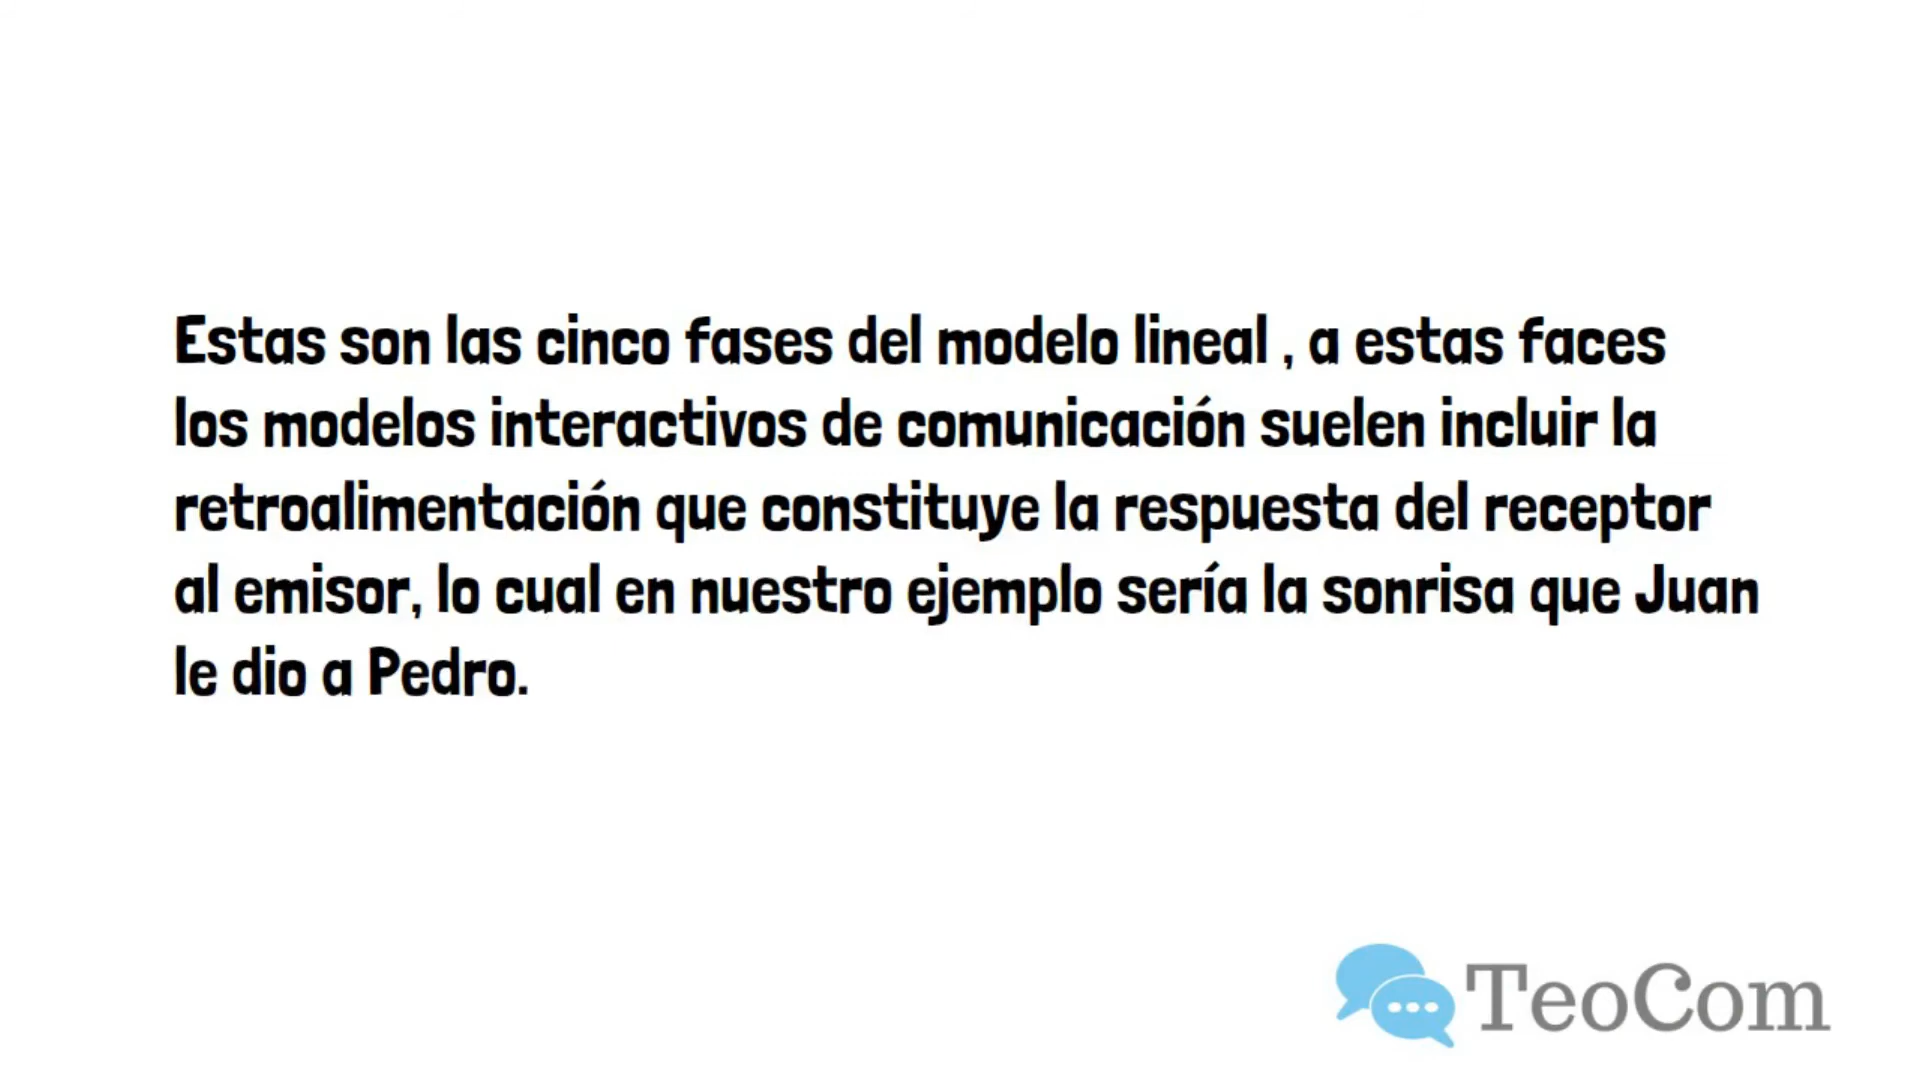 Estas son las cinco fases del modelo lineal , a estas faces
los modelos interactivos de comunicación suelen incluir la
retroalimentación que constituye la respuesta del receptor
al emisor, lo cual en nuestro ejemplo sería la sonrisa que Juan
le dio a Pedro.
TeoCom